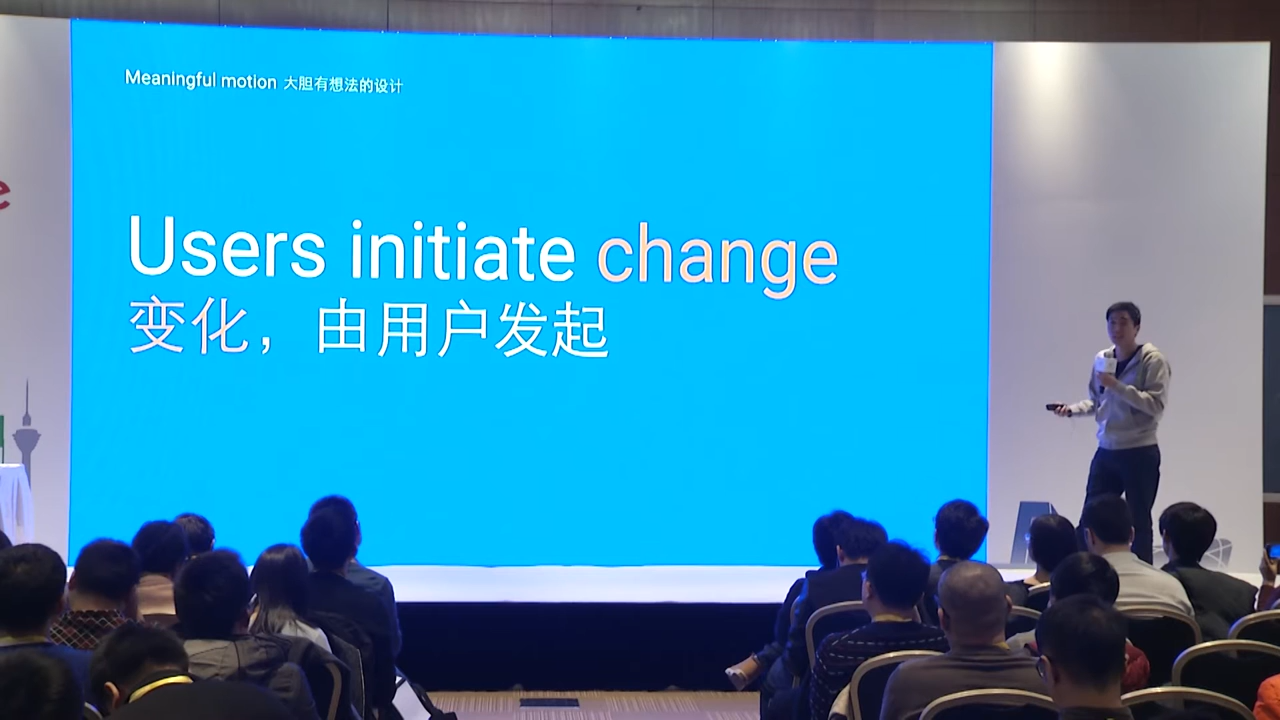 Meaningful motion 大胆有想法的设计
Users initiate change
变化，由用户发起